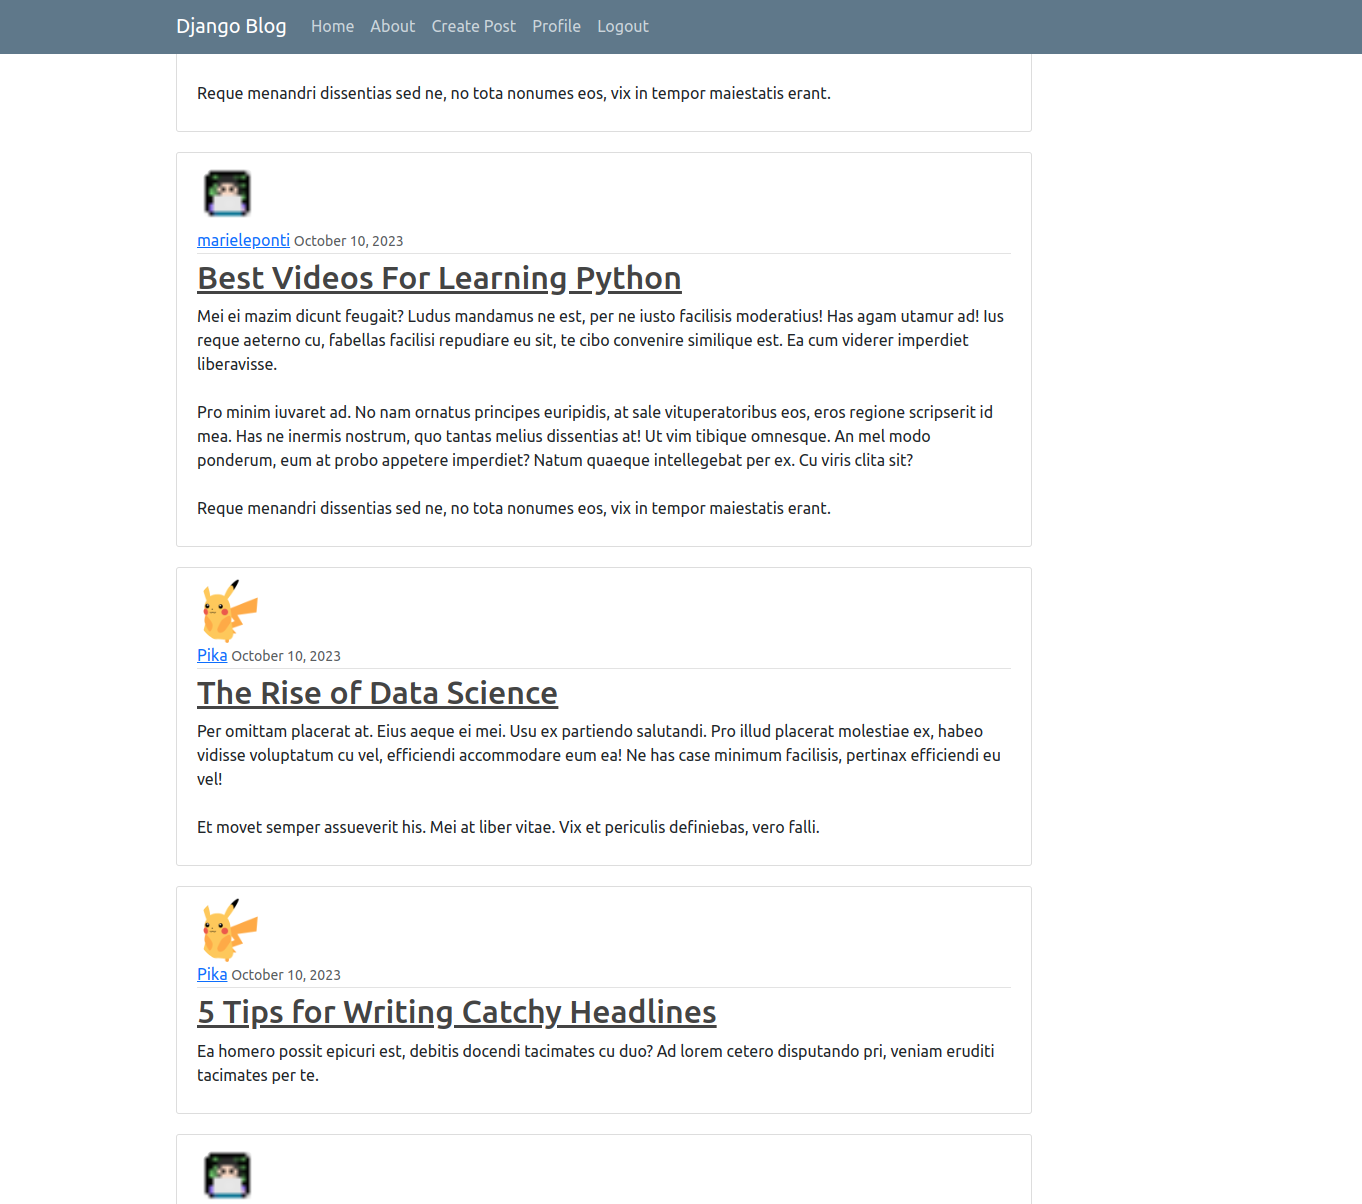 Django Blog Home About Create Post Profile Logout
Reque menandri dissentias sed ne, no tota nonumes eos, vix in tempor maiestatis erant.
marieleponti October 10, 2023
Best Videos For Learning Python
Mei ei mazim dicunt feugait? Ludus mandamus ne est, per ne iusto facilisis moderatius! Has agam utamur ad! Ius
reque aeterno cu, fabellas facilisi repudiare eu sit, te cibo convenire similique est. Ea cum viderer imperdiet
liberavisse.
Pro minim iuvaret ad. No nam ornatus principes euripidis, at sale vituperatoribus eos, eros regione scripserit id
mea. Has ne inermis nostrum, quo tantas melius dissentias at! Ut vim tibique omnesque. An mel modo
ponderum, eum at probo appetere imperdiet? Natum quaeque intellegebat per ex. Cu viris clita sit?
Reque menandri dissentias sed ne, no tota nonumes eos, vix in tempor maiestatis erant.
Pika October 10, 2023
The Rise of Data Science
Per omittam placerat at. Eius aeque ei mei. Usu ex partiendo salutandi. Pro illud placerat molestiae ex, habeo
vidisse voluptatum cu vel, efficiendi accommodare eum ea! Ne has case minimum facilisis, pertinax efficiendi eu
vel!
Et movet semper assueverit his. Mei at liber vitae. Vix et periculis definiebas, vero falli.
Pika October 10, 2023
5 Tips for Writing Catchy Headlines
Ea homero possit epicuri est, debitis docendi tacimates cu duo? Ad lorem cetero disputando pri, veniam eruditi
tacimates per te.